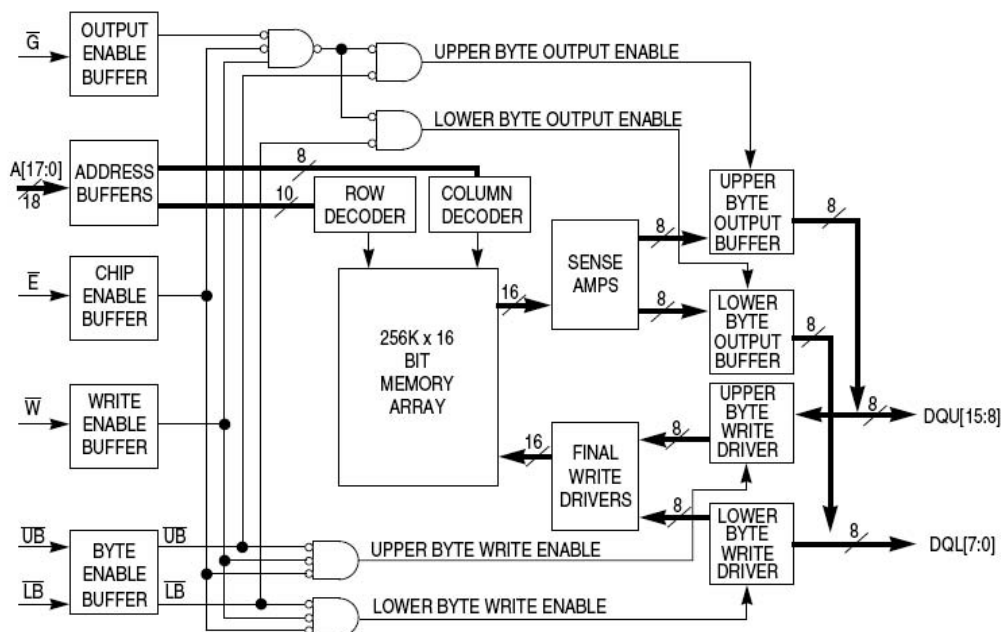 G̅
OUTPUT
ENABLE
BUFFER
UPPER BYTE OUTPUT ENABLE
LOWER BYTE OUTPUT ENABLE
A[17:0]
18
ADDRESS
BUFFERS
8
10
ROW
DECODER
COLUMN
DECODER
E̅
CHIP
ENABLE
BUFFER
256K x 16
BIT
MEMORY
ARRAY
16
SENSE
AMPS
8
8
UPPER
BYTE
OUTPUT
BUFFER
8
LOWER
BYTE
OUTPUT
BUFFER
8
W̅
WRITE
ENABLE
BUFFER
16
FINAL
WRITE
DRIVERS
8
8
UPPER
BYTE
WRITE
DRIVER
8
DQU[15:8]
LOWER
BYTE
WRITE
DRIVER
8
DQL[7:0]
U̅B̅
L̅B̅
BYTE
ENABLE
BUFFER
U̅B̅
L̅B̅
UPPER BYTE WRITE ENABLE
LOWER BYTE WRITE ENABLE